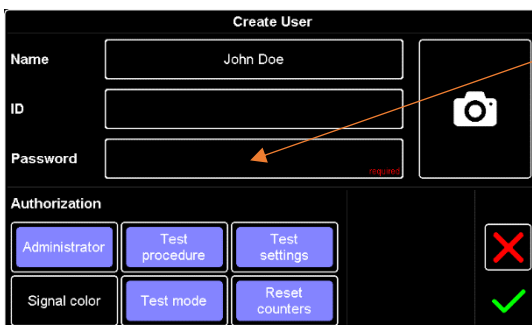 Create User
Name
John Doe
ID
Password
required
Authorization
Administrator
Test
procedure
Test
settings
Signal color
Test mode
Reset
counters